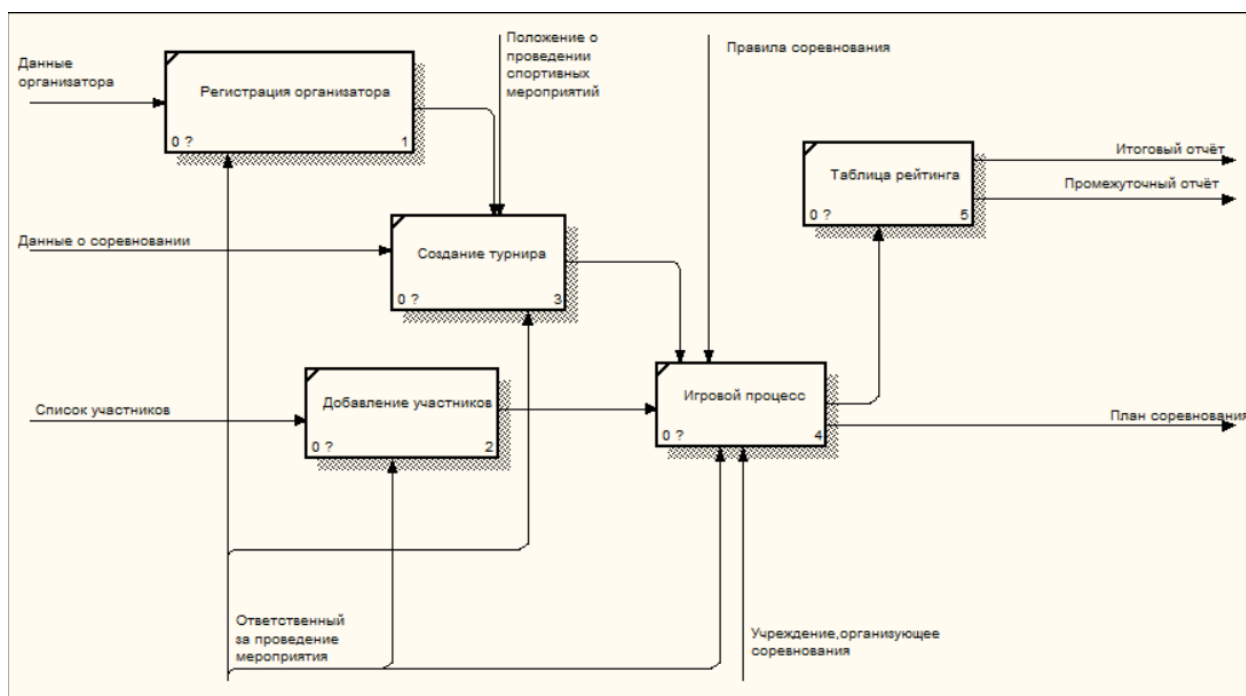 Положение о
проведении
спортивных
мероприятий
Правила соревнования
Данные
организатора
Регистрация организатора
0 ?
1
Итоговый отчёт
Таблица рейтинга
Промежуточный отчёт
0 ?
5
Данные о соревновании
Создание турнира
0 ?
3
Список участников
Добавление участников
0 ?
2
Игровой процесс
0 ?
4
План соревнования
Ответственный
за проведение
мероприятия
Учреждение,организующее
соревнования